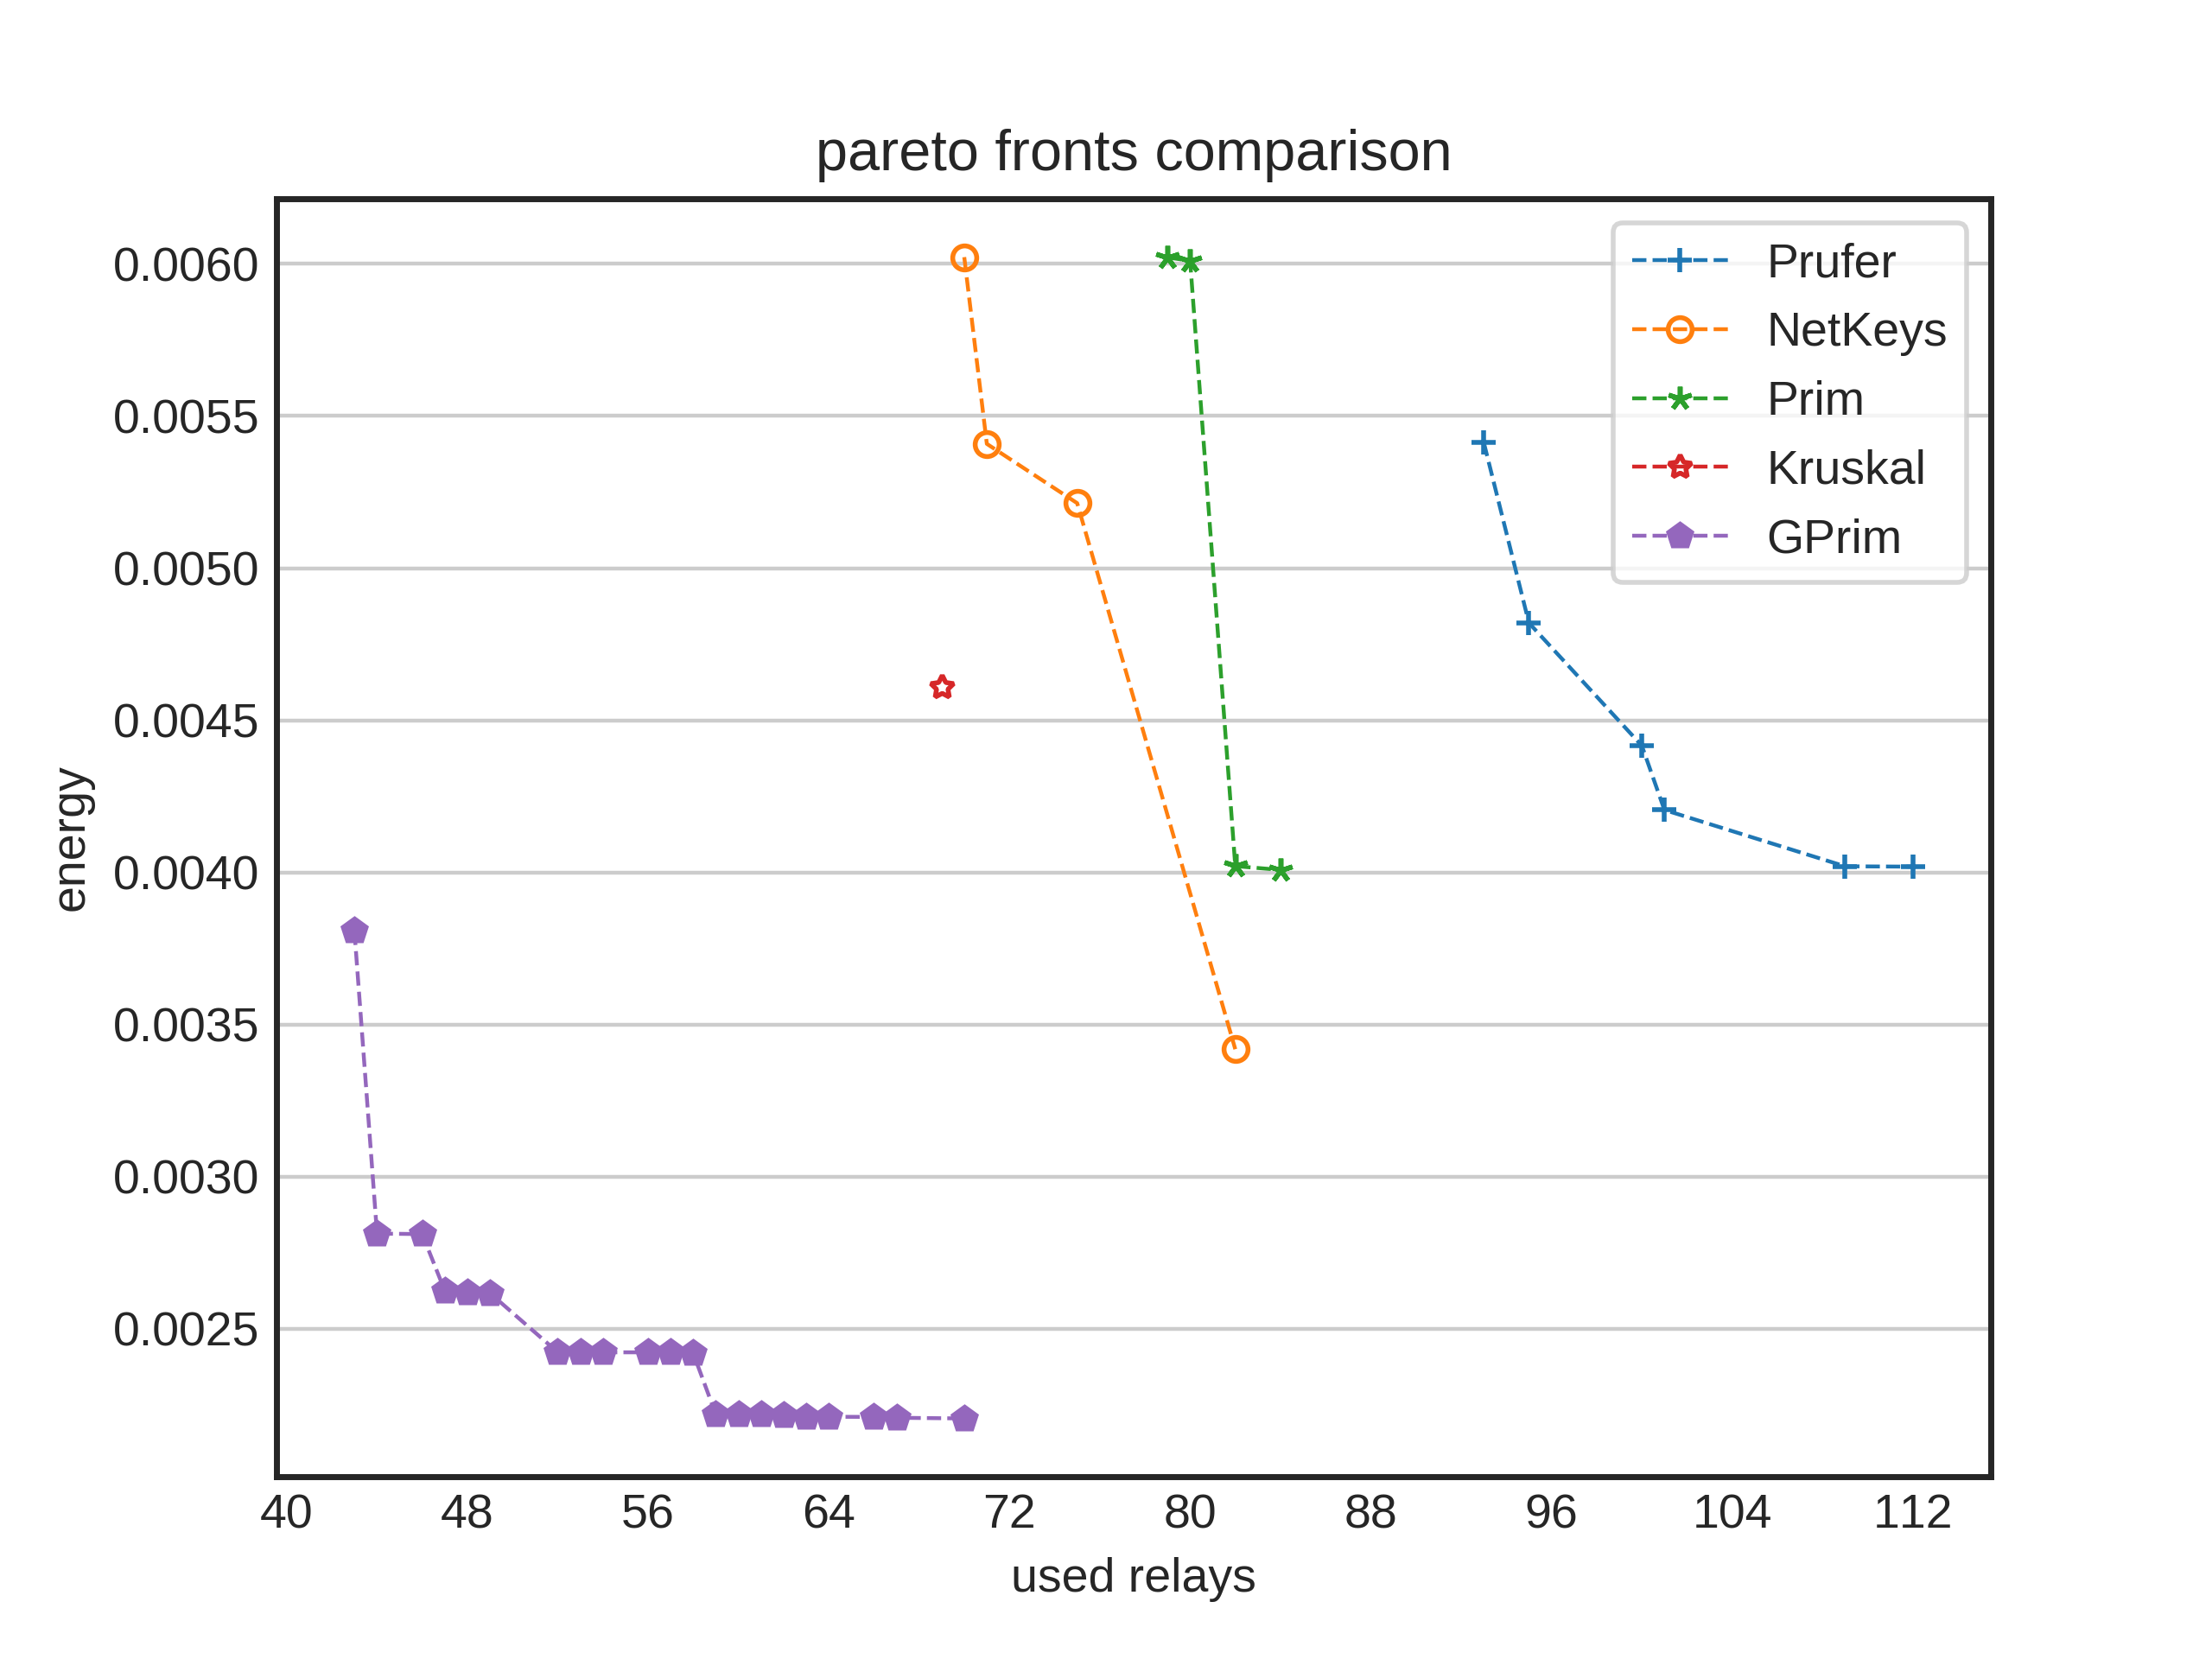 pareto fronts comparison
0.0060
0.0055
0.0050
0.0045
0.0040
0.0035
0.0030
0.0025
energy
Prufer
NetKeys
Prim
Kruskal
GPrim
40 48 56 64 72 80 88 96 104 112
used relays